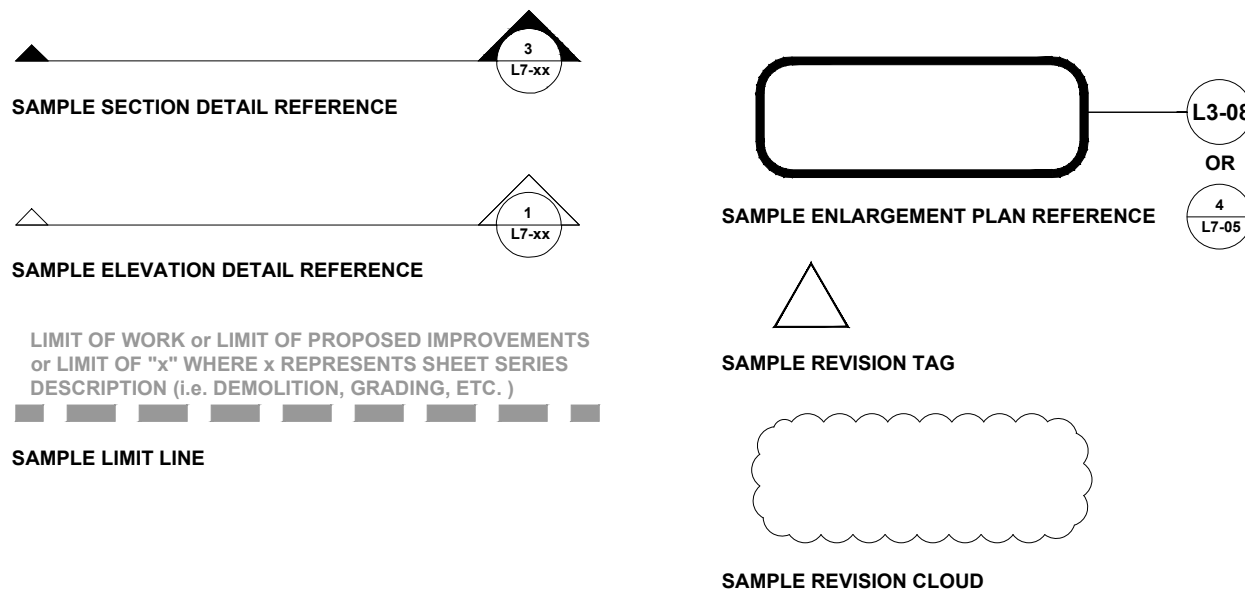 3
L7-xx
SAMPLE SECTION DETAIL REFERENCE
1
L7-xx
SAMPLE ELEVATION DETAIL REFERENCE
LIMIT OF WORK or LIMIT OF PROPOSED IMPROVEMENTS
or LIMIT OF "x" WHERE x REPRESENTS SHEET SERIES
DESCRIPTION (i.e. DEMOLITION, GRADING, ETC. )
SAMPLE LIMIT LINE
L3-08
OR
4
L7-05
SAMPLE ENLARGEMENT PLAN REFERENCE
SAMPLE REVISION TAG
SAMPLE REVISION CLOUD